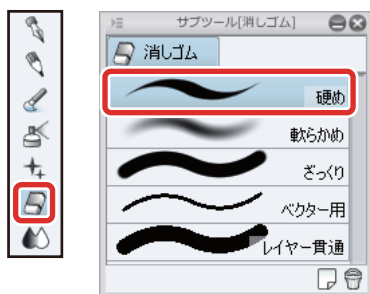 サブツール[消しゴム]
消しゴム
硬め
軟らかめ
ざっくり
ベクター用
レイヤー貫通